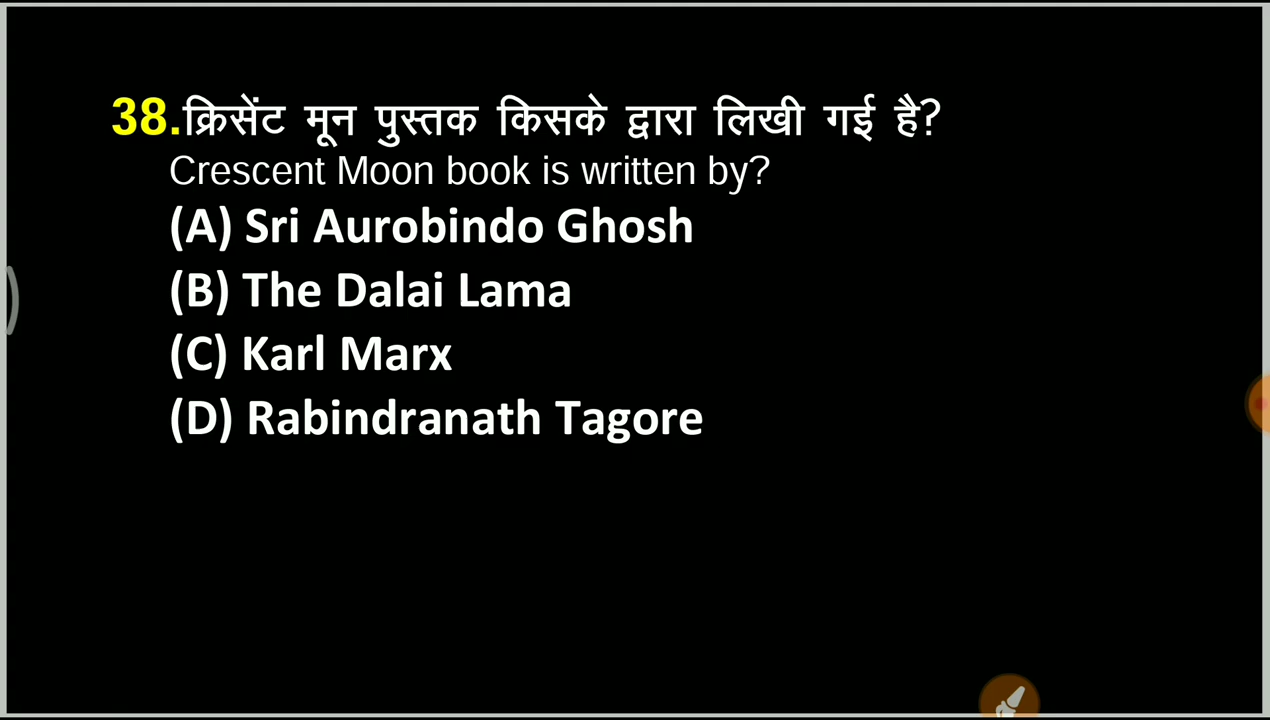 38.क्रिसेंट मून पुस्तक किसके द्वारा लिखी गई है?
Crescent Moon book is written by?
(A) Sri Aurobindo Ghosh
(B) The Dalai Lama
(C) Karl Marx
(D) Rabindranath Tagore